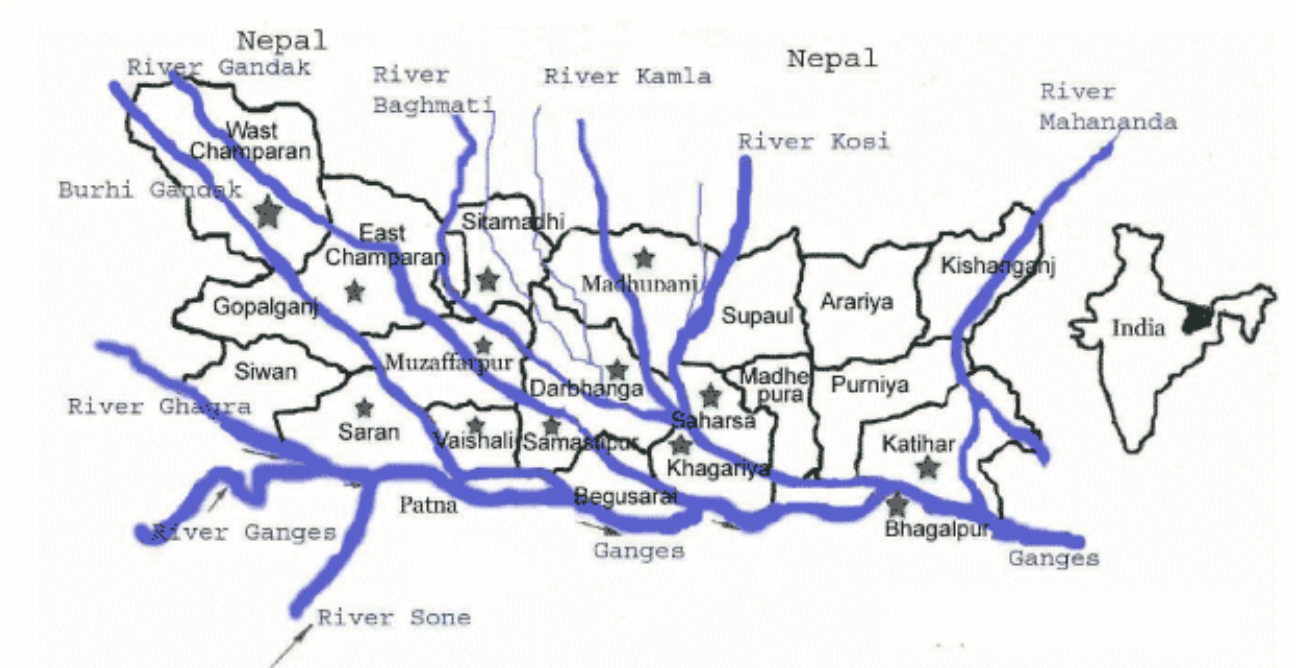 Nepal
Nepal
River Gandak
River
Baghmati
River Kamla
River
Mahananda
River Kosi
Wast
Champaran
Burhi Gandak
Sitamadhi
East
Champaran
Kishanganj
Madhupani
Gopalganj
Arariya
Supaul
India
Muzaffarpur
Siwan
Darbhanga
Madhe
pura
Purniya
River Ghagra
Saharsa
Saran
Vaishali
Samastipur
Katihar
Khagariya
Begusarai
Patna
River Ganges
Bhagalpur
Ganges
Ganges
River Sone